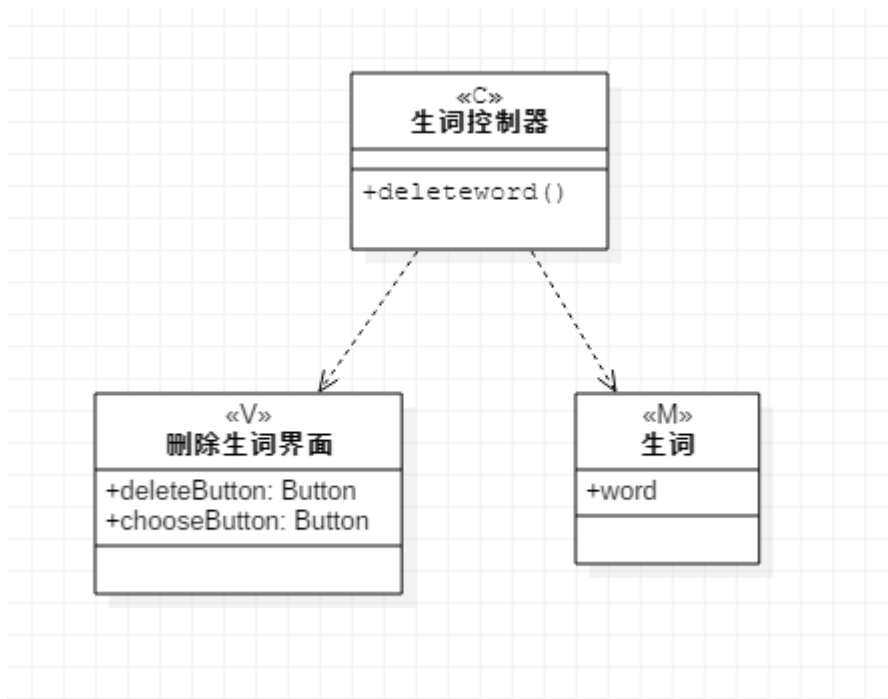 «C»
生词控制器
+deleteword()
«V»
删除生词界面
+deleteButton: Button
+chooseButton: Button
«M»
生词
+word